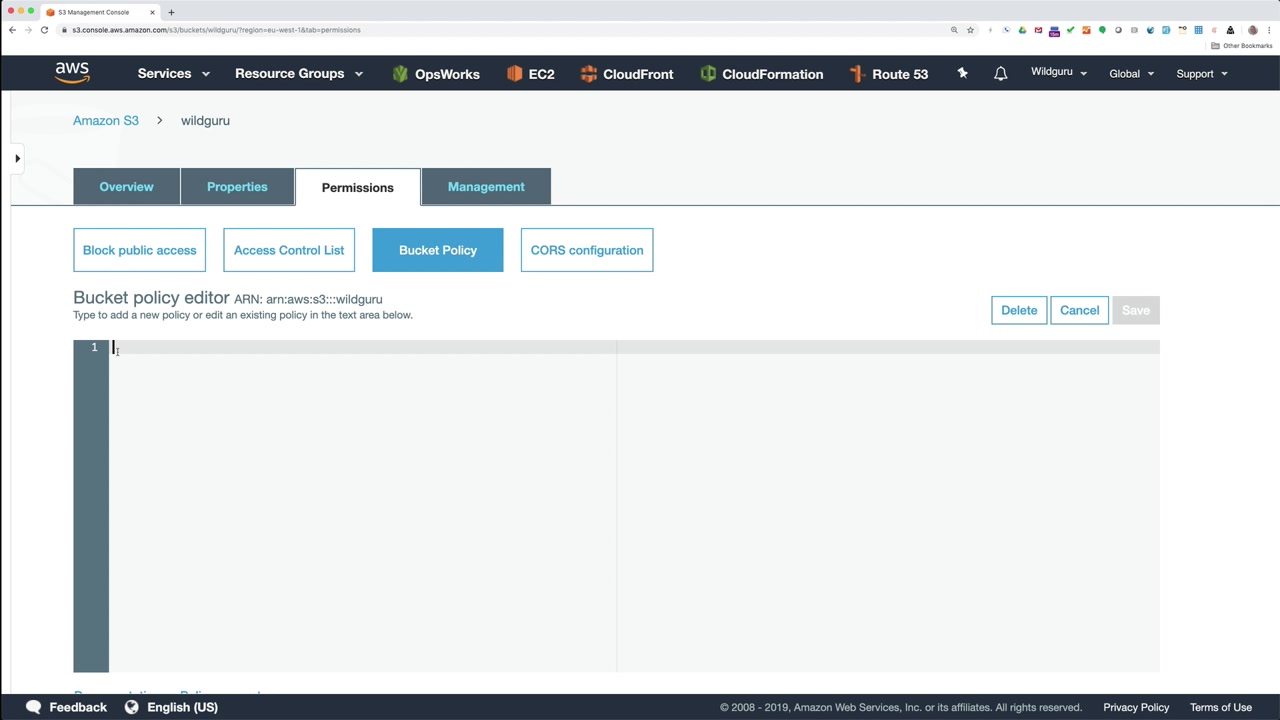 S3 Management Console
s3.console.aws.amazon.com/s3/buckets/wildguru/?region=eu-west-1&tab=permissions
Other Bookmarks
aws Services Resource Groups OpsWorks EC2 CloudFront CloudFormation Route 53 Wildguru Global Support
Amazon S3 > wildguru
Overview Properties Permissions Management
Block public access Access Control List Bucket Policy CORS configuration
Bucket policy editor ARN: arn:aws:s3:::wildguru
Type to add a new policy or edit an existing policy in the text area below.
Delete Cancel Save
1
Feedback English (US) © 2008 - 2019, Amazon Web Services, Inc. or its affiliates. All rights reserved. Privacy Policy Terms of Use